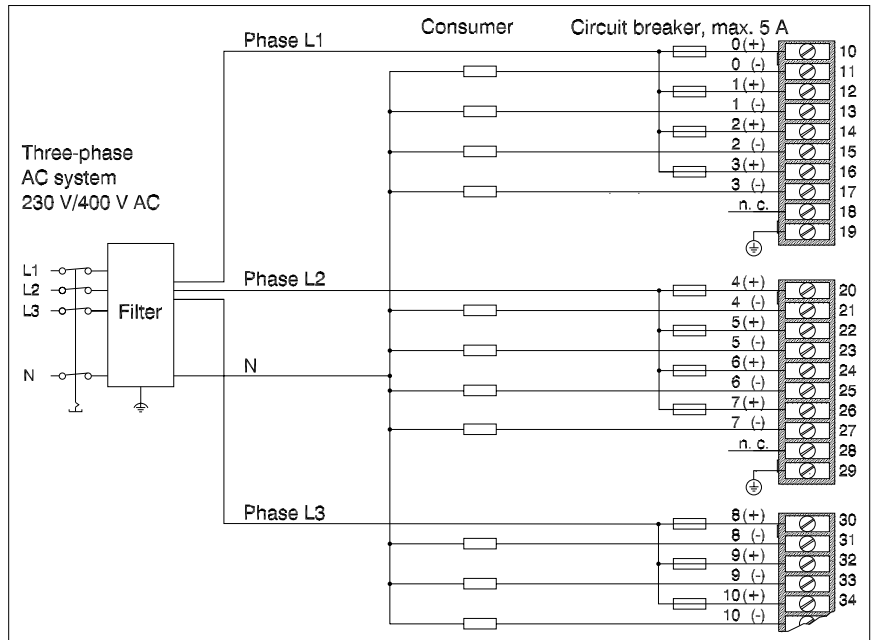 Consumer
Circuit breaker, max. 5 A
Phase L1
0(+) 10
0 (-) 11
1(+) 12
1 (-) 13
2(+) 14
2 (-) 15
3(+) 16
3 (-) 17
n. c. 18
19
Three-phase
AC system
230 V/400 V AC
L1
L2
L3
N
Filter
Phase L2
4(+) 20
4 (-) 21
5(+) 22
5 (-) 23
6(+) 24
6 (-) 25
7(+) 26
7 (-) 27
n. c. 28
29
N
Phase L3
8(+) 30
8 (-) 31
9(+) 32
9 (-) 33
10(+) 34
10 (-)